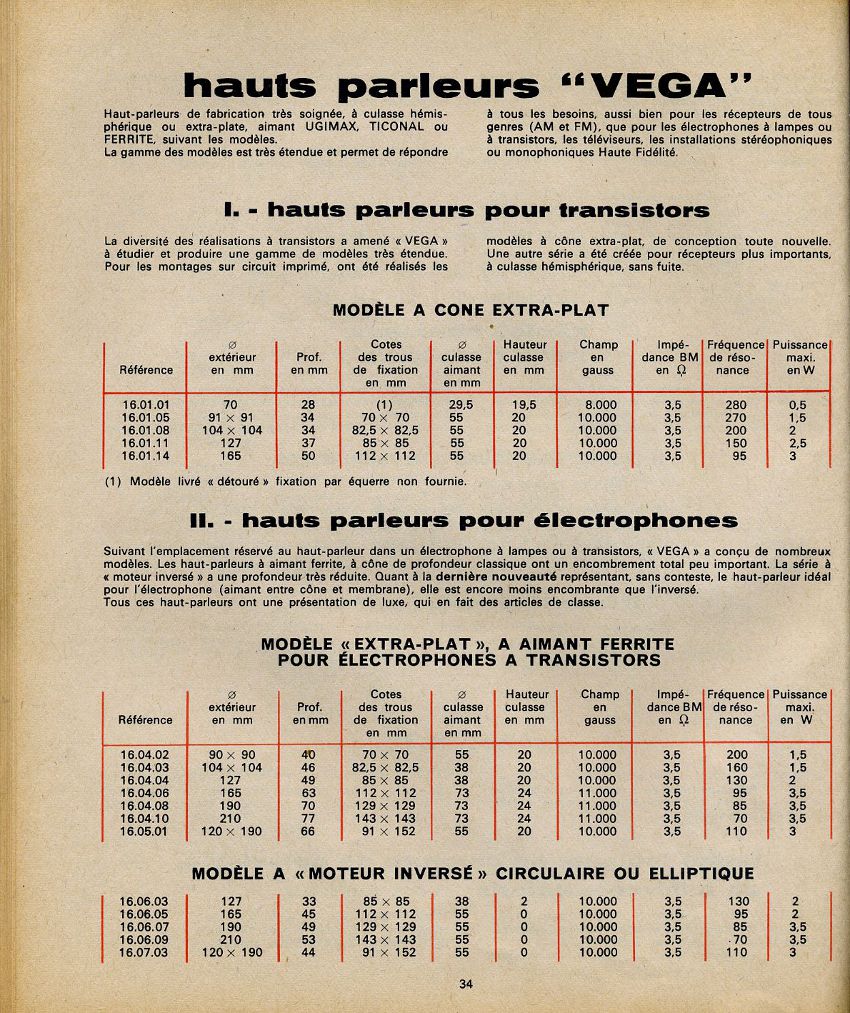 hauts parleurs “VEGA”
Haut-parleurs de fabrication très soignée, à culasse hémis-
phérique ou extra-plate, aimant UGIMAX, TICONAL ou
FERRITE, suivant les modèles.
La gamme des modèles est très étendue et permet de répondre
à tous les besoins, aussi bien pour les récepteurs de tous
genres (AM et FM), que pour les électrophones à lampes ou
à transistors, les téléviseurs, les installations stéréophoniques
ou monophoniques Haute Fidélité.
I. - hauts parleurs pour transistors
La diversité des réalisations à transistors a amené « VEGA »
à étudier et produire une gamme de modèles très étendue.
Pour les montages sur circuit imprimé, ont été réalisés les
modèles à cône extra-plat, de conception toute nouvelle.
Une autre série a été créée pour récepteurs plus importants,
à culasse hémisphérique, sans fuite.
MODÈLE A CONE EXTRA-PLAT
∅ Cotes ∅ Hauteur Champ Impé- Fréquence Puissance
extérieur Prof. des trous culasse culasse en dance BM de réso- maxi.
Référence en mm en mm de fixation aimant en mm gauss en Ω nance en W
en mm en mm
16.01.01 70 28 (1) 29,5 19,5 8.000 3,5 280 0,5
16.01.05 91 × 91 34 70 × 70 55 20 10.000 3,5 270 1,5
16.01.08 104 × 104 34 82,5 × 82,5 55 20 10.000 3,5 200 2
16.01.11 127 37 85 × 85 55 20 10.000 3,5 150 2,5
16.01.14 165 50 112 × 112 55 20 10.000 3,5 95 3
(1) Modèle livré « détouré » fixation par équerre non fournie.
II. - hauts parleurs pour électrophones
Suivant l'emplacement réservé au haut-parleur dans un électrophone à lampes ou à transistors, « VEGA » a conçu de nombreux
modèles. Les haut-parleurs à aimant ferrite, à cône de profondeur classique ont un encombrement total peu important. La série à
« moteur inversé » a une profondeur très réduite. Quant à la dernière nouveauté représentant, sans conteste, le haut-parleur idéal
pour l'électrophone (aimant entre cône et membrane), elle est encore moins encombrante que l'inversé.
Tous ces haut-parleurs ont une présentation de luxe, qui en fait des articles de classe.
MODÈLE « EXTRA-PLAT », A AIMANT FERRITE
POUR ÉLECTROPHONES A TRANSISTORS
∅ Cotes ∅ Hauteur Champ Impé- Fréquence Puissance
extérieur Prof. des trous culasse culasse en dance BM de réso- maxi.
Référence en mm en mm de fixation aimant en mm gauss en Ω nance en W
en mm en mm
16.04.02 90 × 90 40 70 × 70 55 20 10.000 3,5 200 1,5
16.04.03 104 × 104 46 82,5 × 82,5 38 20 10.000 3,5 160 1,5
16.04.04 127 49 85 × 85 38 20 10.000 3,5 130 2
16.04.06 165 63 112 × 112 73 24 11.000 3,5 95 3,5
16.04.08 190 70 129 × 129 73 24 11.000 3,5 85 3,5
16.04.10 210 77 143 × 143 73 24 11.000 3,5 70 3,5
16.05.01 120 × 190 66 91 × 152 55 20 10.000 3,5 110 3
MODÈLE A « MOTEUR INVERSÉ » CIRCULAIRE OU ELLIPTIQUE
16.06.03 127 33 85 × 85 38 2 10.000 3,5 130 2
16.06.05 165 45 112 × 112 55 0 10.000 3,5 95 2
16.06.07 190 49 129 × 129 55 0 10.000 3,5 85 3,5
16.06.09 210 53 143 × 143 55 0 10.000 3,5 70 3,5
16.07.03 120 × 190 44 91 × 152 55 0 10.000 3,5 110 3
34